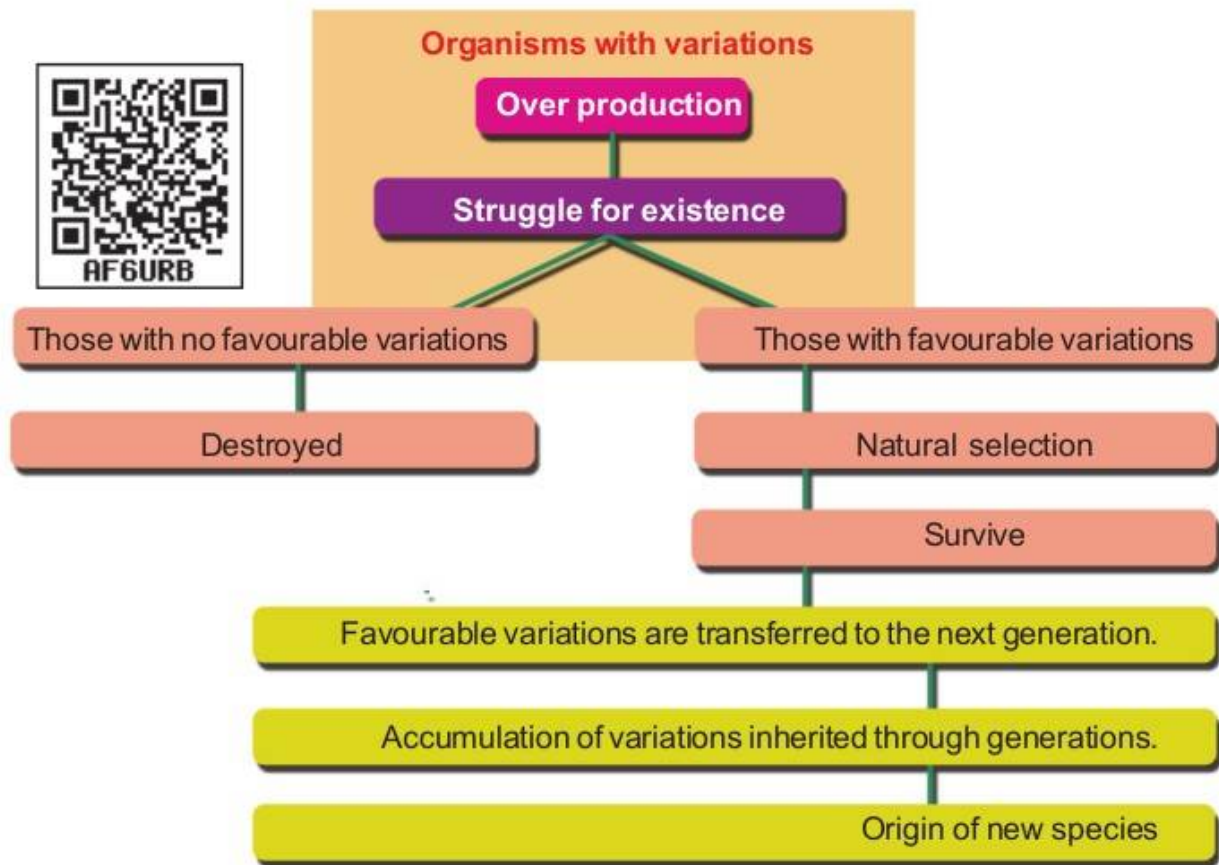 Organisms with variations
Over production
Struggle for existence
AF6URB
Those with no favourable variations
Those with favourable variations
Destroyed
Natural selection
Survive
Favourable variations are transferred to the next generation.
Accumulation of variations inherited through generations.
Origin of new species